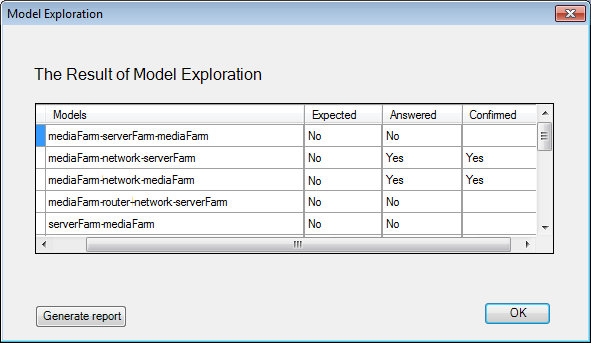 Model Exploration
The Result of Model Exploration
Models Expected Answered Confirmed
mediaFarm-serverFarm-mediaFarm No No
mediaFarm-network-serverFarm No Yes Yes
mediaFarm-network-mediaFarm No Yes Yes
mediaFarm-router-network-serverFarm No No
serverFarm-mediaFarm No No
Generate report
OK